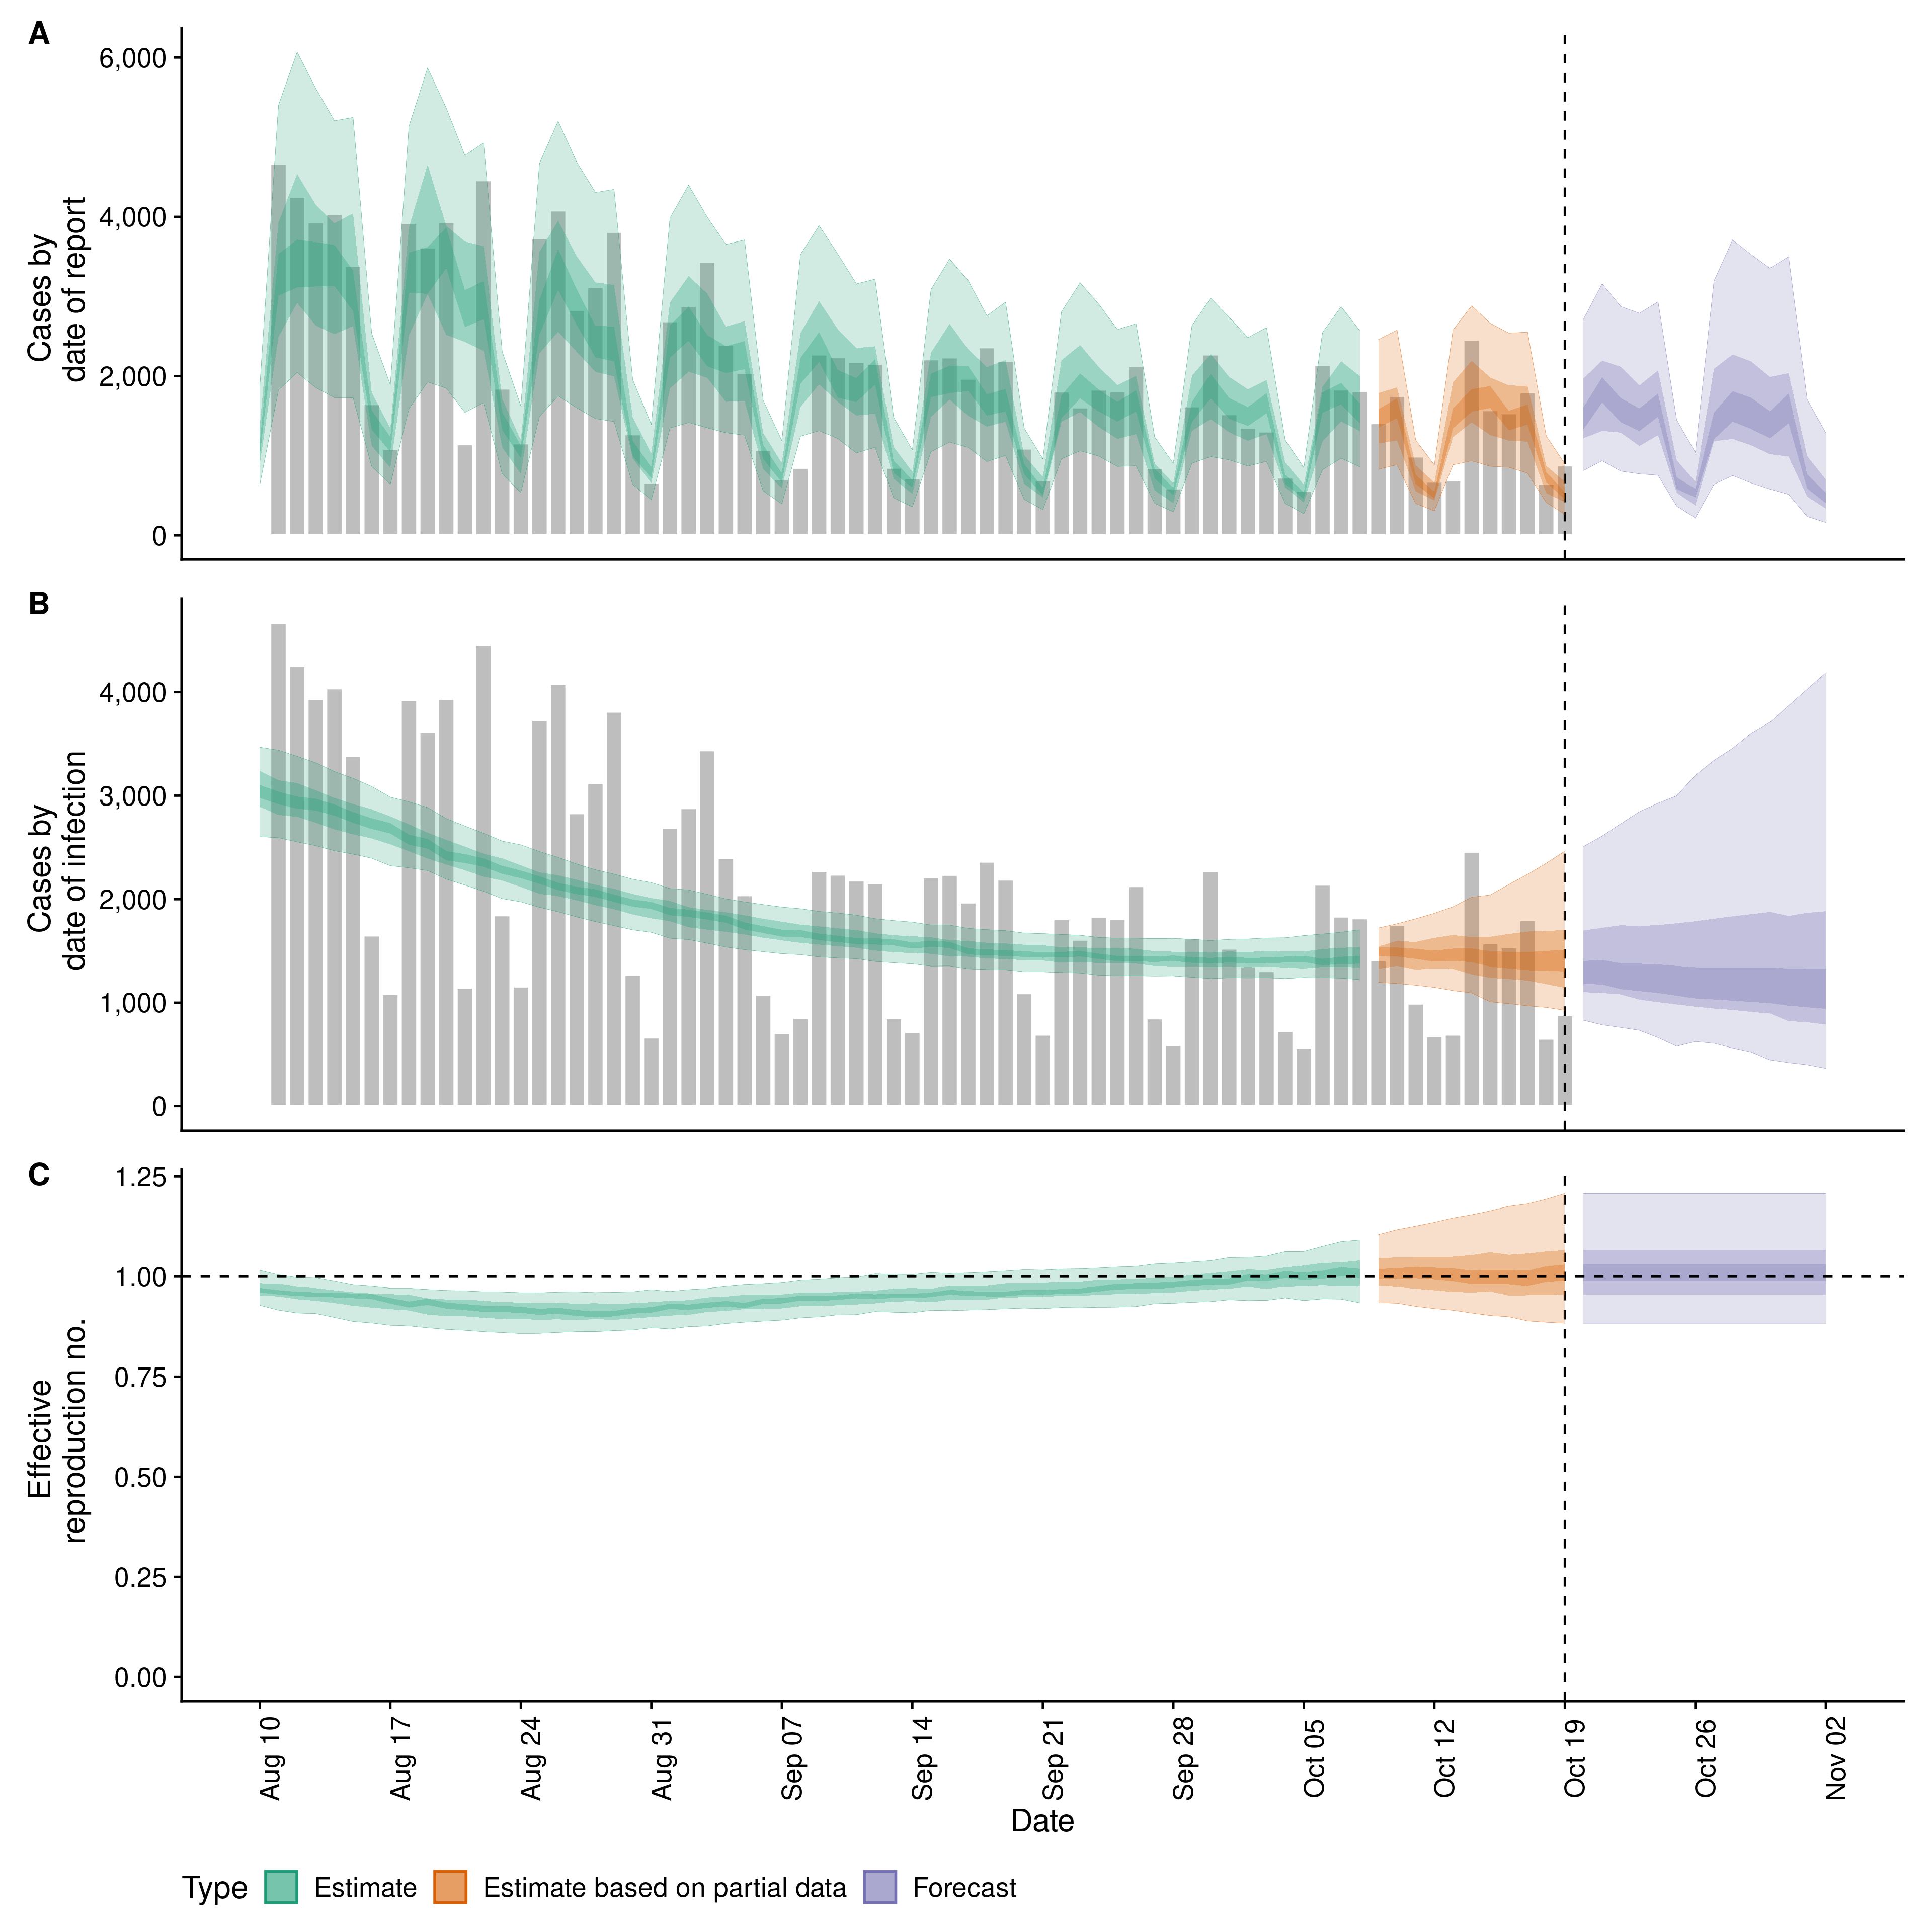 A
Cases by
date of report
6,000
4,000
2,000
0
B
Cases by
date of infection
4,000
3,000
2,000
1,000
0
C
Effective
reproduction no.
1.25
1.00
0.75
0.50
0.25
0.00
Aug 10
Aug 17
Aug 24
Aug 31
Sep 07
Sep 14
Sep 21
Sep 28
Oct 05
Oct 12
Oct 19
Oct 26
Nov 02
Date
Type Estimate Estimate based on partial data Forecast